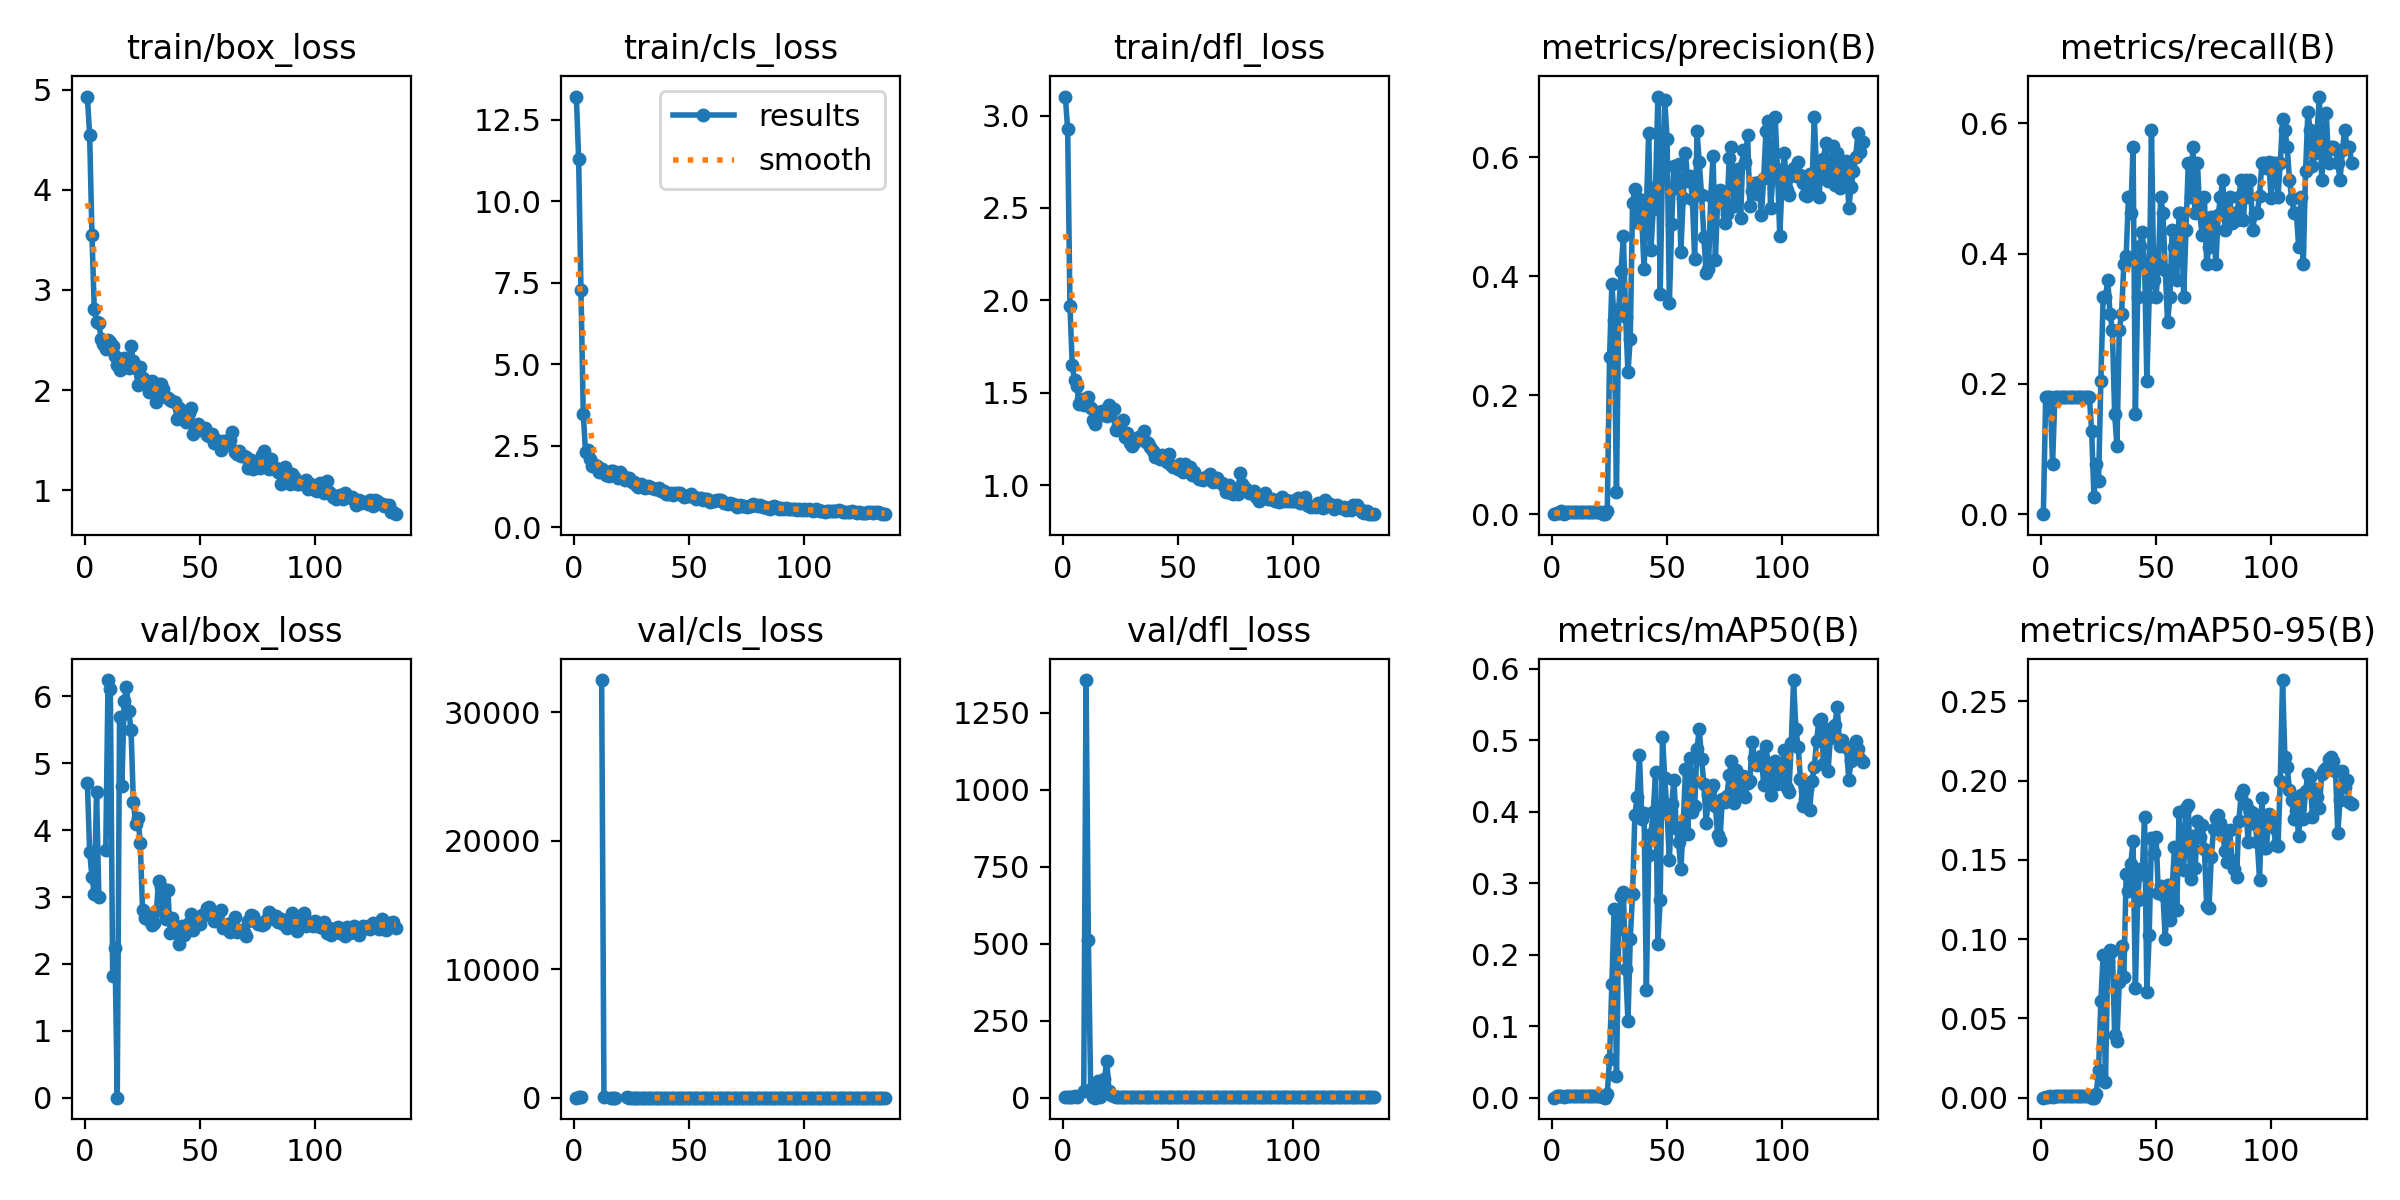 train/box_loss
5
4
3
2
1
0 50 100
train/cls_loss
results
smooth
12.5
10.0
7.5
5.0
2.5
0.0
0 50 100
train/dfl_loss
3.0
2.5
2.0
1.5
1.0
0 50 100
metrics/precision(B)
0.6
0.4
0.2
0.0
0 50 100
metrics/recall(B)
0.6
0.4
0.2
0.0
0 50 100
val/box_loss
6
5
4
3
2
1
0
0 50 100
val/cls_loss
30000
20000
10000
0
0 50 100
val/dfl_loss
1250
1000
750
500
250
0
0 50 100
metrics/mAP50(B)
0.6
0.5
0.4
0.3
0.2
0.1
0.0
0 50 100
metrics/mAP50-95(B)
0.25
0.20
0.15
0.10
0.05
0.00
0 50 100